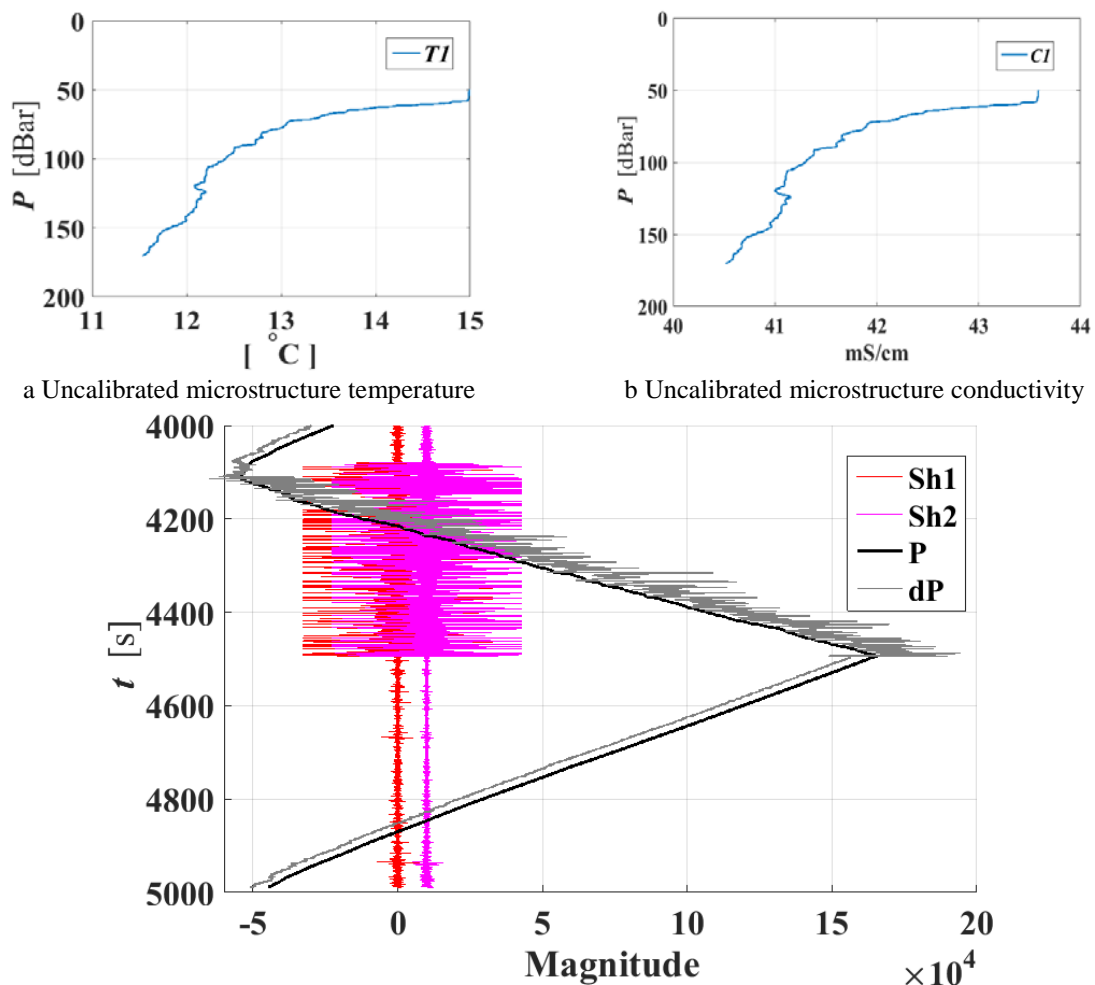 0
50
100
150
200
P [dBar]
T1
11 12 13 14 15
[ °C ]
0
50
100
150
200
P [dBar]
C1
40 41 42 43 44
mS/cm
a Uncalibrated microstructure temperature b Uncalibrated microstructure conductivity
4000
4200
4400
4600
4800
5000
t [s]
Sh1
Sh2
P
dP
-5 0 5 10 15 20
Magnitude ×10⁴